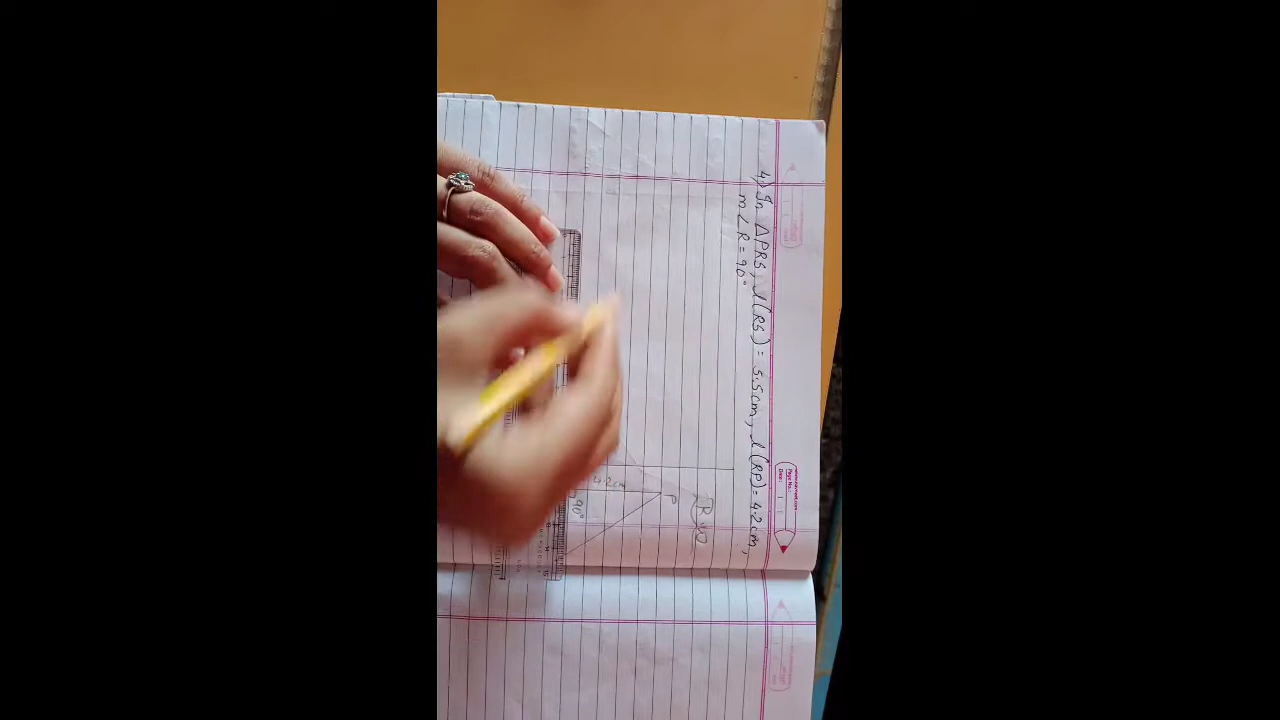 4) In △PRS, l(RS) = 5.5cm, l(RP) = 4.2cm,
m∠R = 90°
P
4.2cm
90°